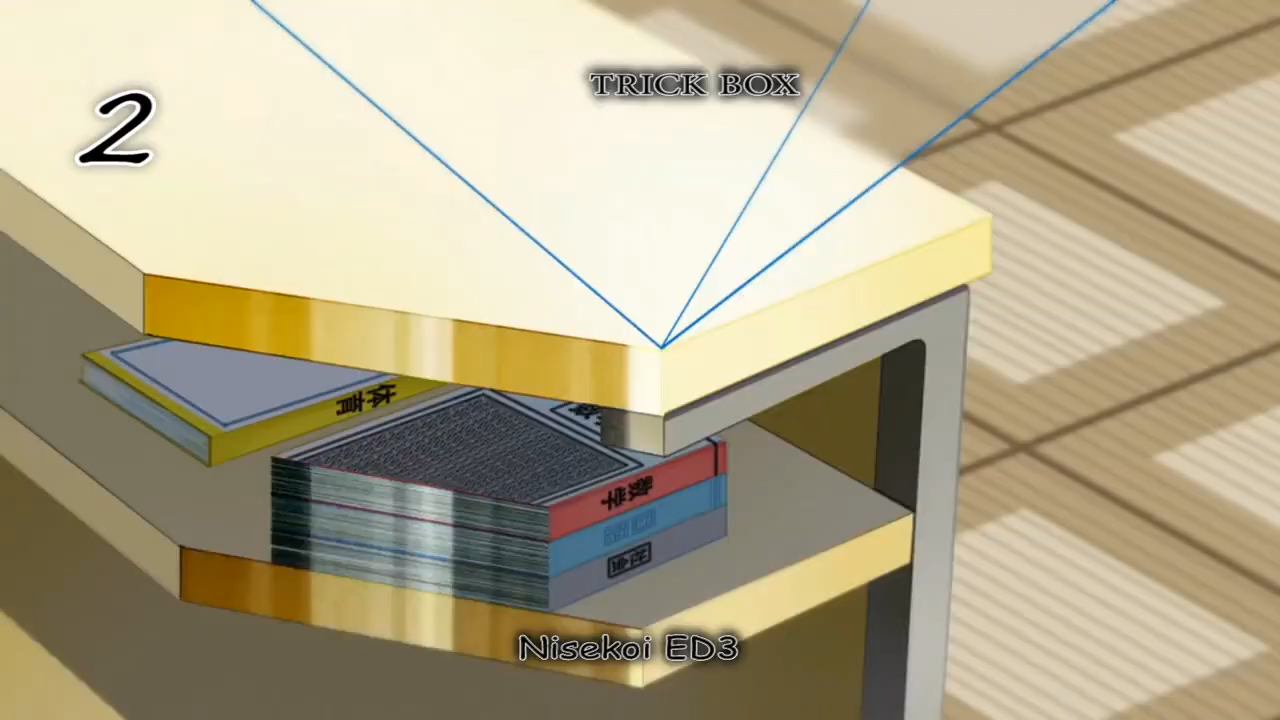 TRICK BOX
2
体育
数学
Nisekoi ED3